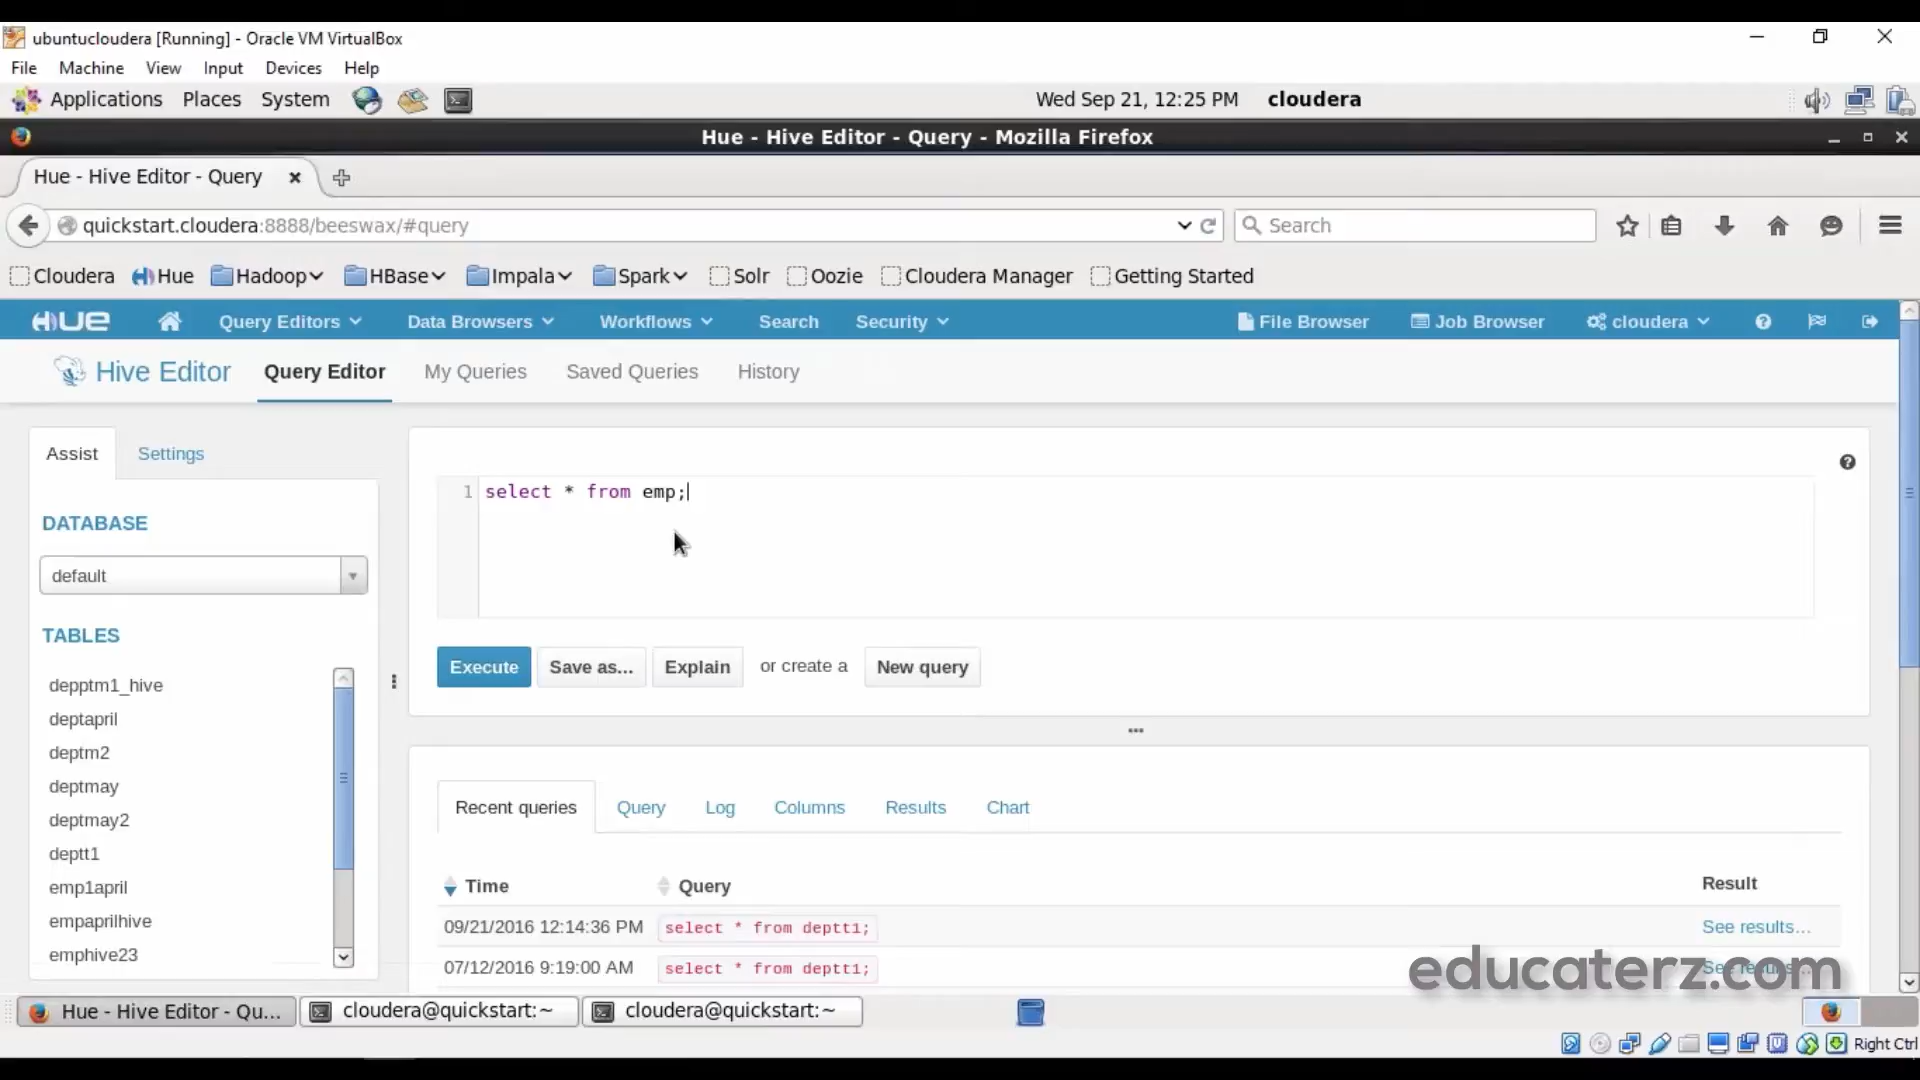 ubuntucloudera [Running] - Oracle VM VirtualBox
File Machine View Input Devices Help
Applications Places System Wed Sep 21, 12:25 PM cloudera
Hue - Hive Editor - Query - Mozilla Firefox
Hue - Hive Editor - Query
quickstart.cloudera:8888/beeswax/#query Search
Cloudera Hue Hadoop HBase Impala Spark Solr Oozie Cloudera Manager Getting Started
HUE Query Editors Data Browsers Workflows Search Security File Browser Job Browser cloudera
Hive Editor Query Editor My Queries Saved Queries History
Assist Settings
1 select * from emp;
DATABASE
default
TABLES
Execute Save as... Explain or create a New query
depptm1_hive
deptapril
deptm2
deptmay
deptmay2
deptt1
emp1april
empaprilhive
emphive23
Recent queries Query Log Columns Results Chart
Time Query Result
09/21/2016 12:14:36 PM select * from deptt1; See results...
07/12/2016 9:19:00 AM select * from deptt1; See results...
educaterz.com
Hue - Hive Editor - Qu... cloudera@quickstart:~ cloudera@quickstart:~
Right Ctrl